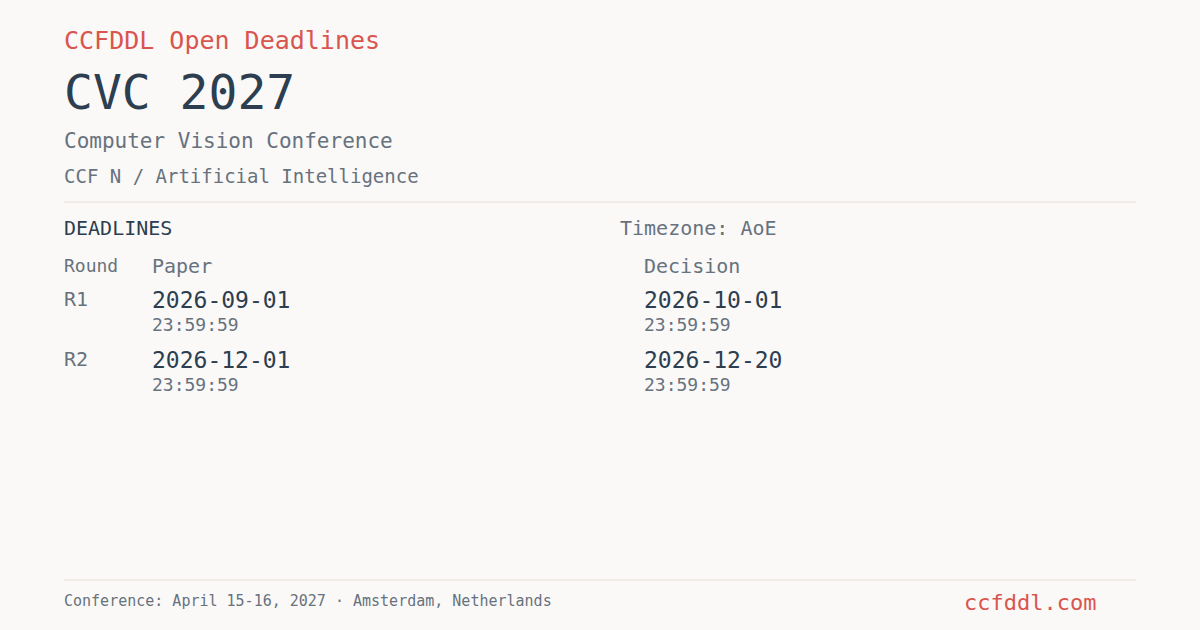 CCFDDL Open Deadlines
CVC 2027
Computer Vision Conference
CCF N / Artificial Intelligence
DEADLINES Timezone: AoE
Round Paper Decision
R1 2026-09-01 2026-10-01
23:59:59 23:59:59
R2 2026-12-01 2026-12-20
23:59:59 23:59:59
Conference: April 15-16, 2027 · Amsterdam, Netherlands ccfddl.com